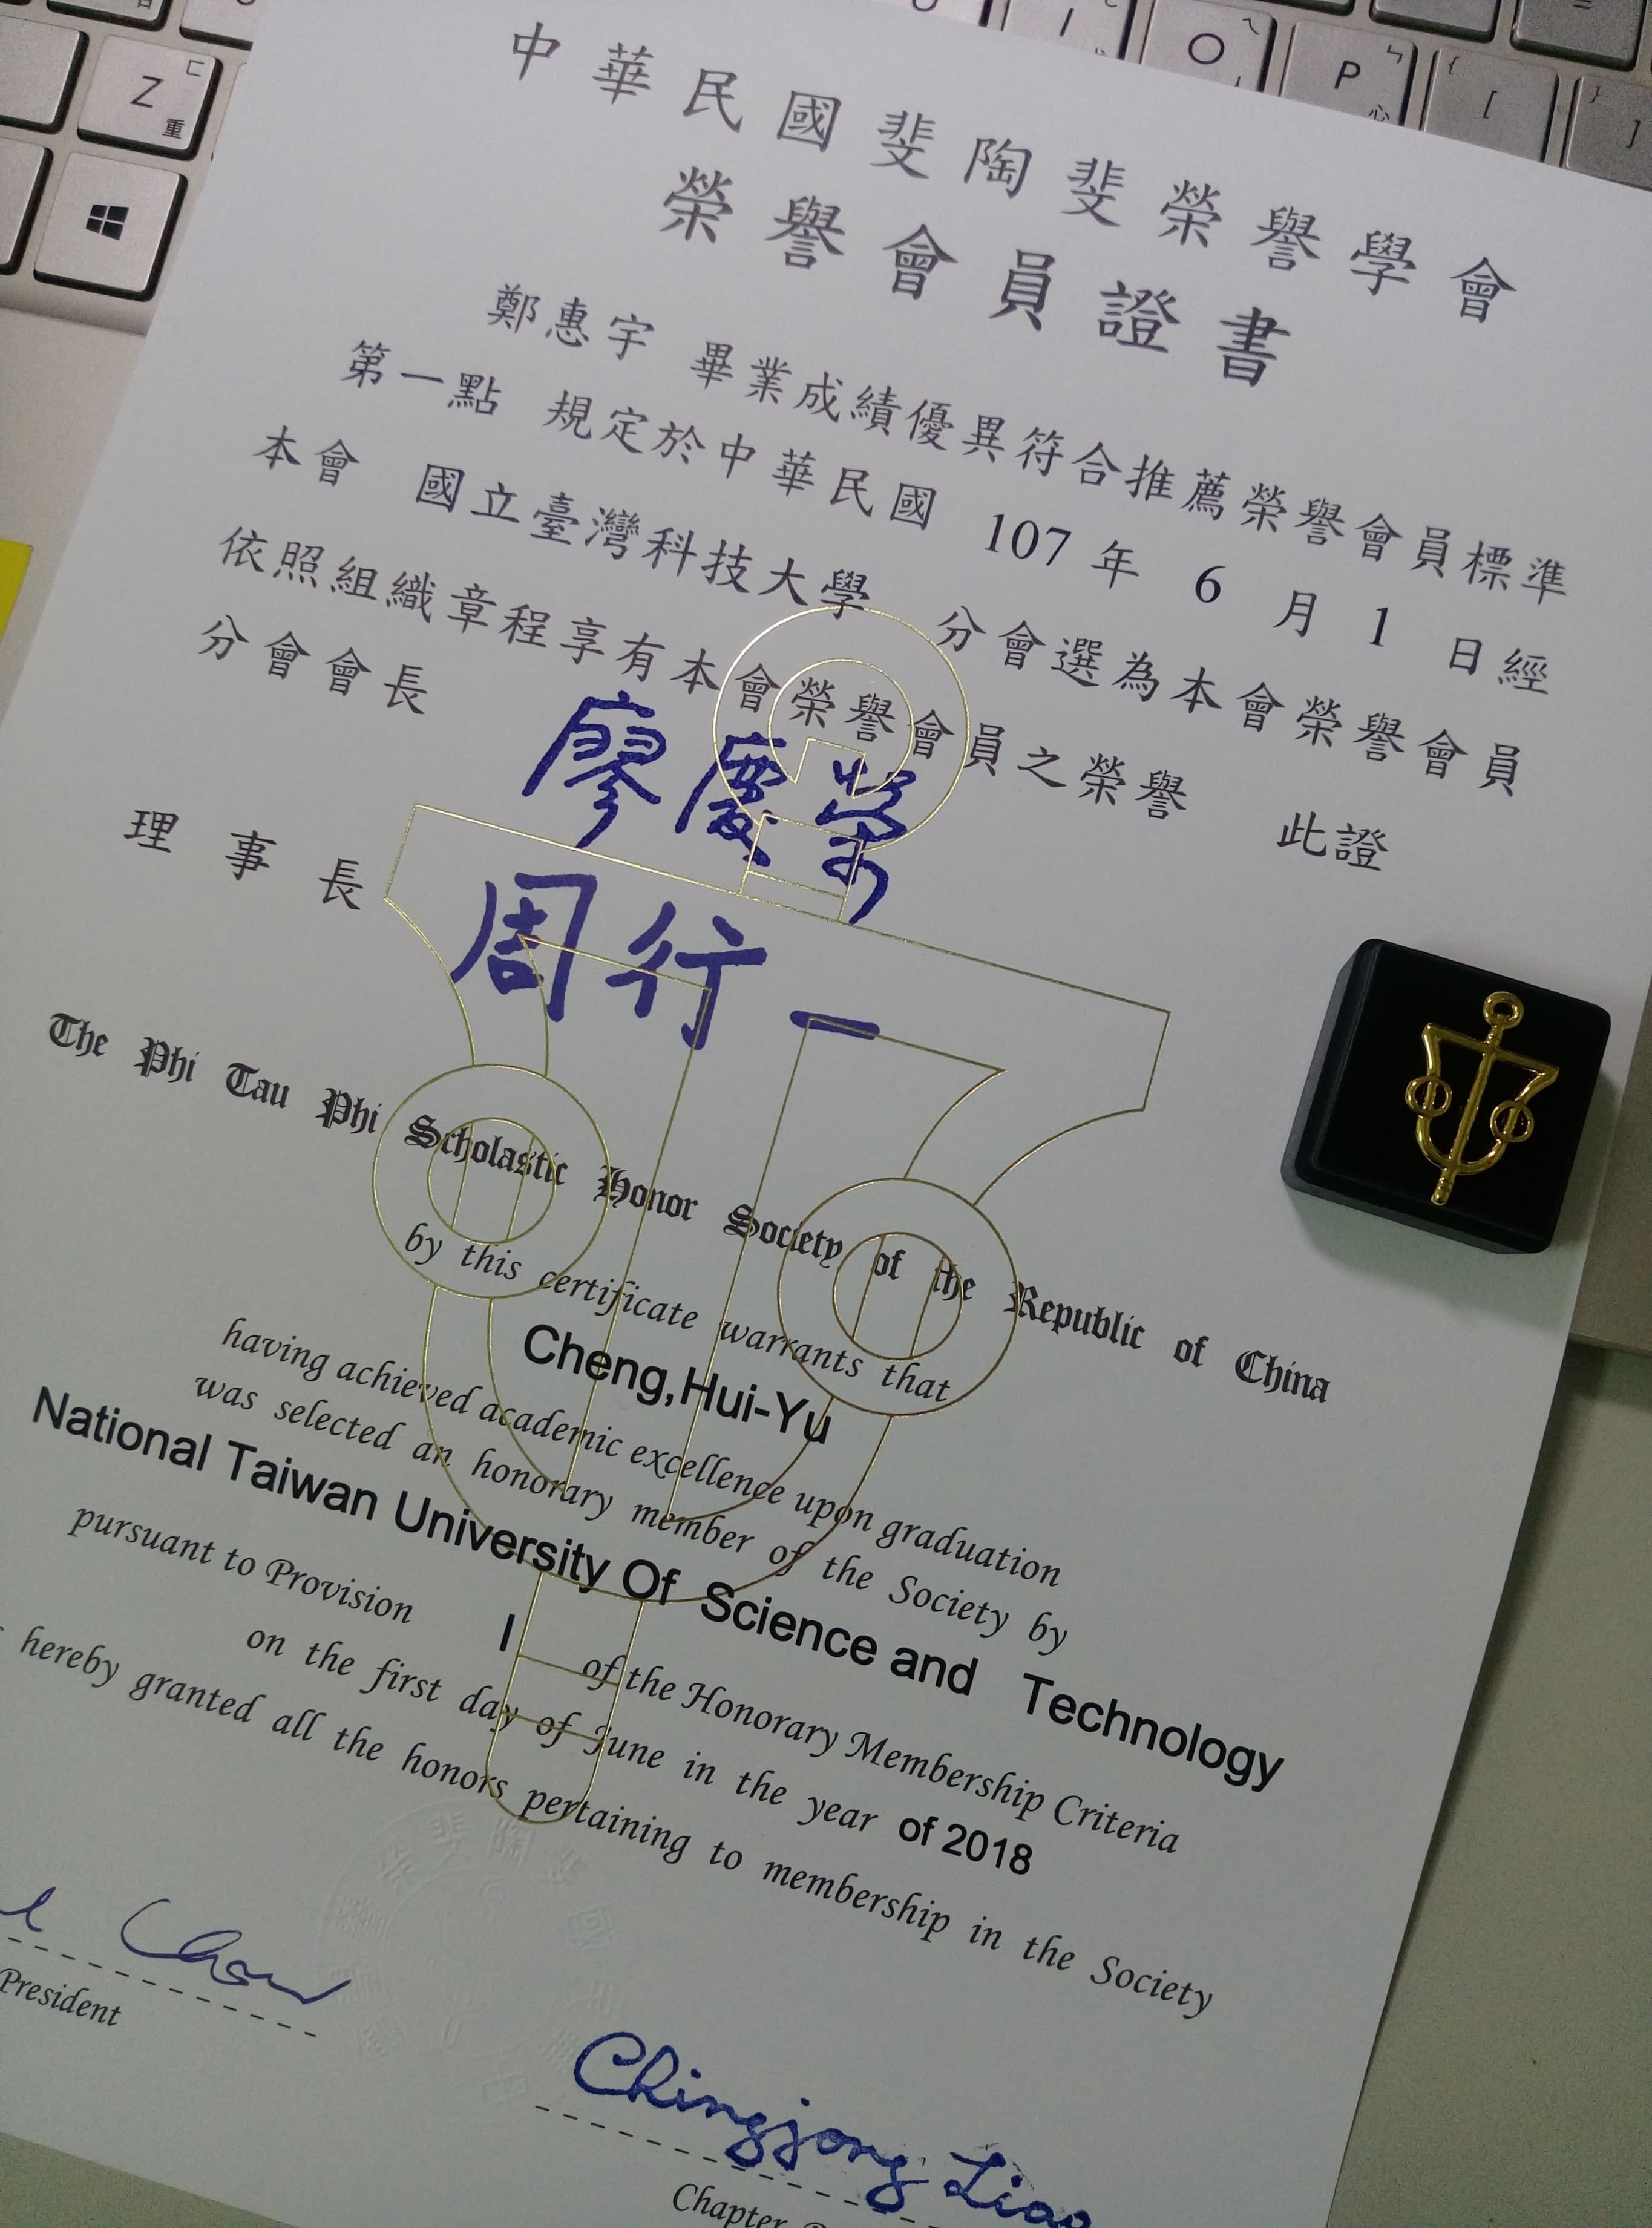 Z ㄈ
重
I
O ㄟ
P ㄣ
心
{
[
}
]
中華民國斐陶斐榮譽學會
榮譽會員證書
鄭惠宇 畢業成績優異符合推薦榮譽會員標準
第一點 規定於中華民國 107 年 6 月 1 日經
本會 國立臺灣科技大學 分會選為本會榮譽會員
依照組織章程享有本會榮譽會員之榮譽 此證
分會會長 廖慶榮
理事長 周行一
The Phi Tau Phi Scholastic Honor Society of the Republic of China
by this certificate warrants that
Cheng,Hui-Yu
having achieved academic excellence upon graduation
was selected an honorary member of the Society by
National Taiwan University Of Science and Technology
pursuant to Provision I of the Honorary Membership Criteria
on the first day of June in the year of 2018
hereby granted all the honors pertaining to membership in the Society
Chow
President
Chingjong Liao
Chapter